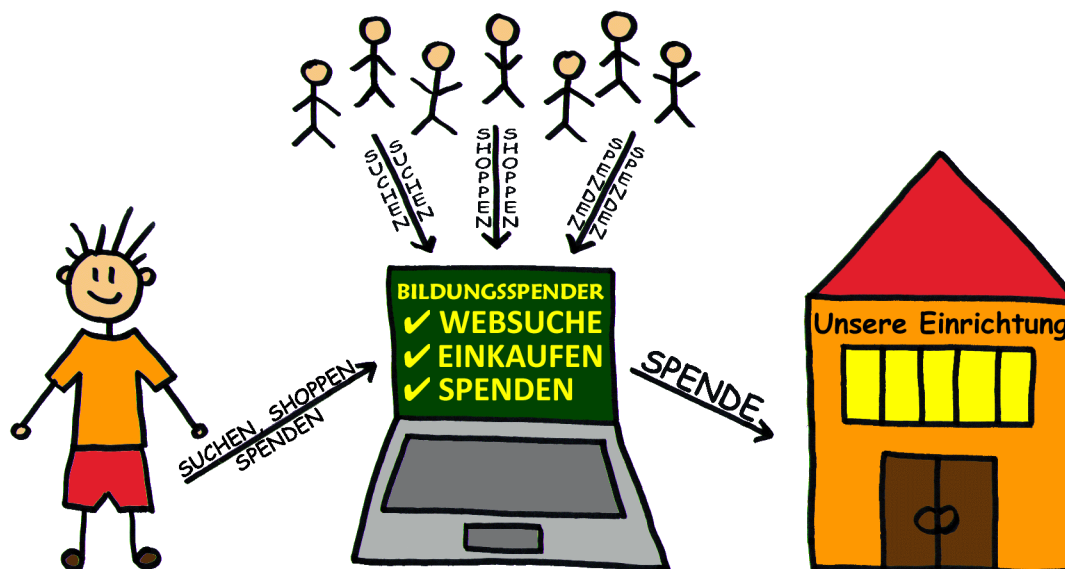 SUCHEN
SUCHEN
SHOPPEN
SHOPPEN
SPENDEN
SPENDEN
BILDUNGSSPENDER
✔ WEBSUCHE
✔ EINKAUFEN
✔ SPENDEN
Unsere Einrichtung
SUCHEN, SHOPPEN
SPENDEN
SPENDE